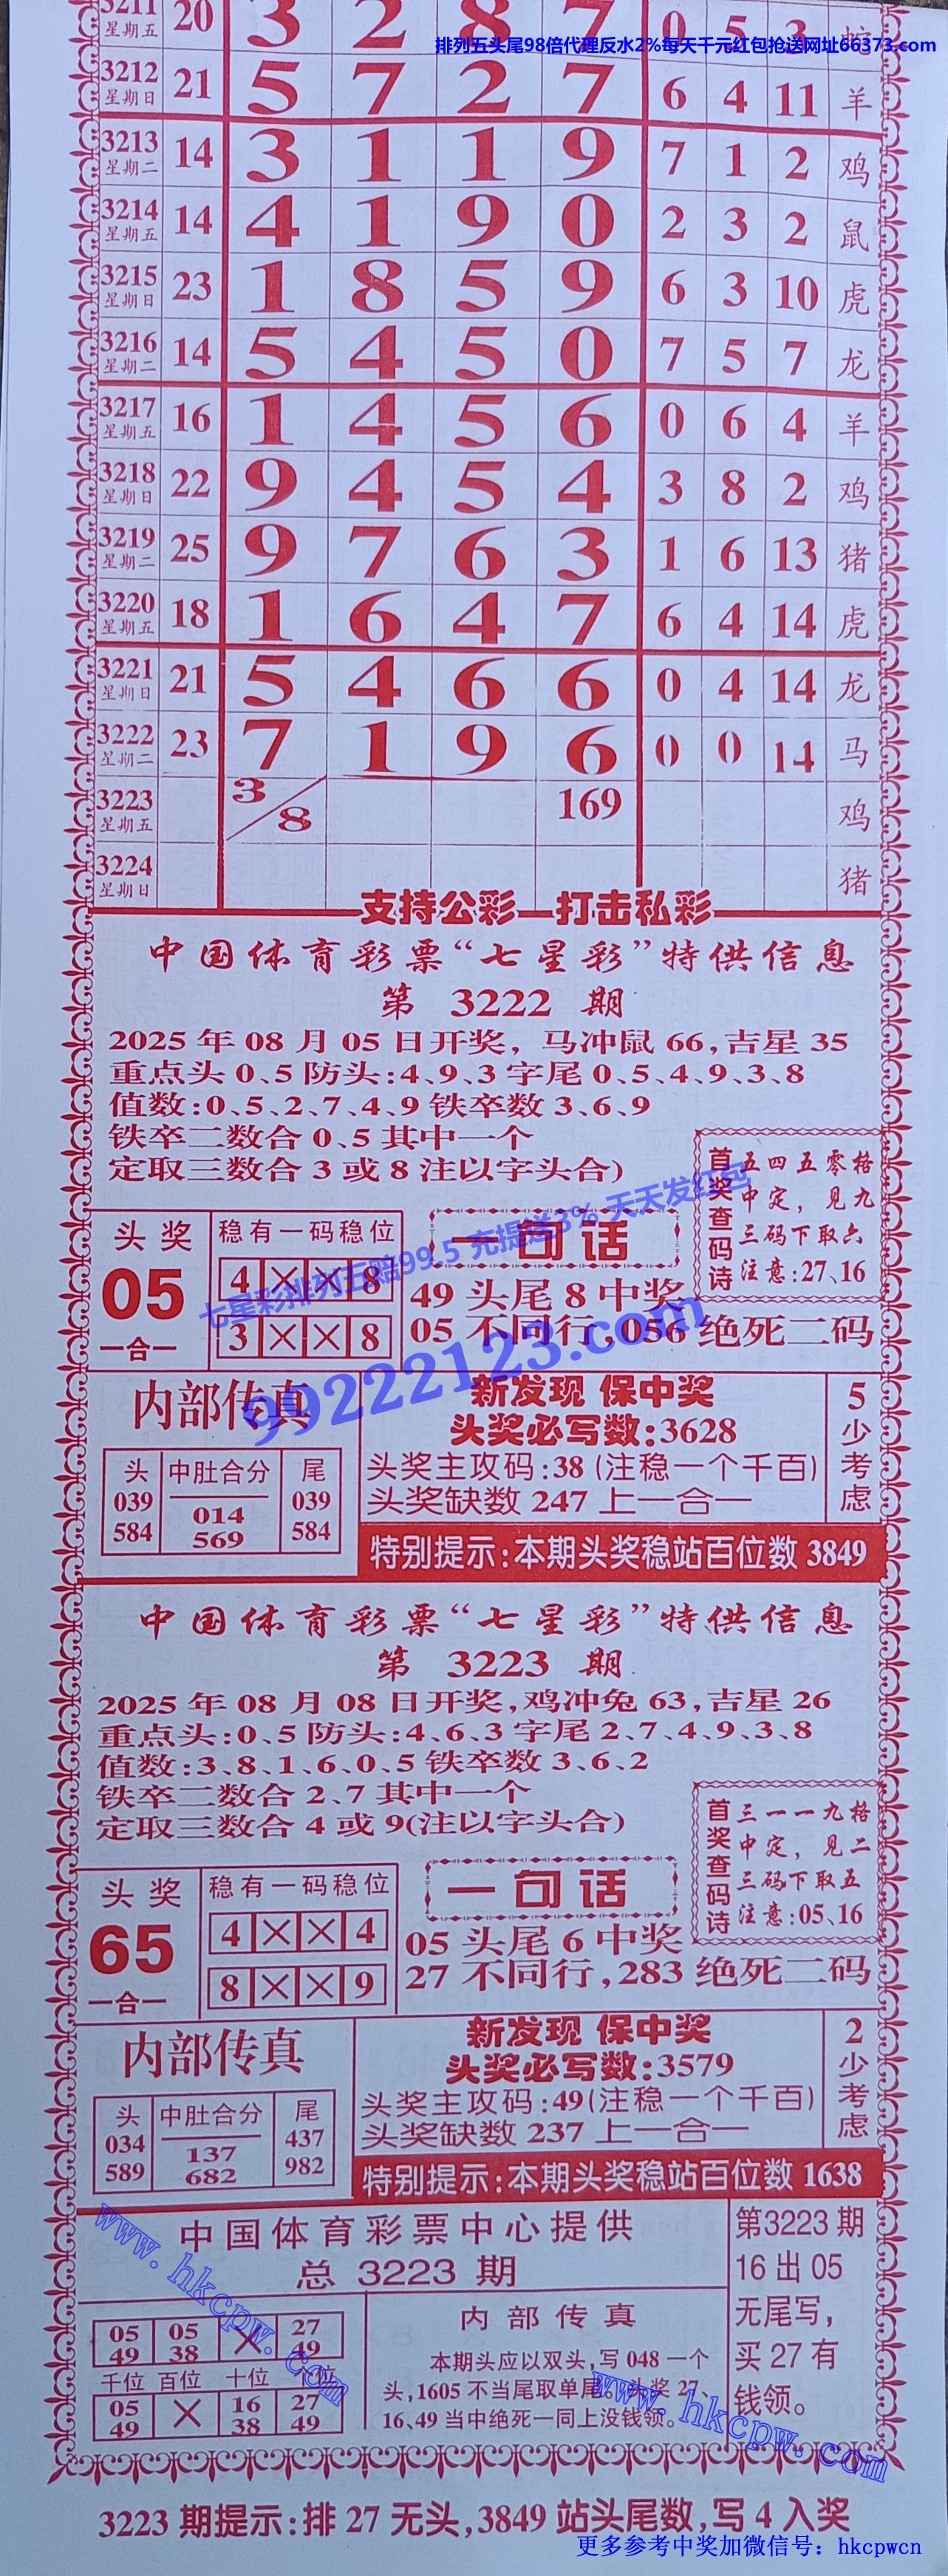 排列五头尾98倍代理反水2%每天千元红包抢送网址66373.com
3211 20 3 2 8 7 0 5 3 蛇
星期五
3212 21 5 7 2 7 6 4 11 羊
星期日
3213 14 3 1 1 9 7 1 2 鸡
星期二
3214 14 4 1 9 0 2 3 2 鼠
星期五
3215 23 1 8 5 9 6 3 10 虎
星期日
3216 14 5 4 5 0 7 5 7 龙
星期二
3217 16 1 4 5 6 0 6 4 羊
星期五
3218 22 9 4 5 4 3 8 2 鸡
星期日
3219 25 9 7 6 3 1 6 13 猪
星期二
3220 18 1 6 4 7 6 4 14 虎
星期五
3221 21 5 4 6 6 0 4 14 龙
星期日
3222 23 7 1 9 6 0 0 14 马
星期二
3223 3/8 169 鸡
星期五
3224 猪
星期日
支持公彩—打击私彩
中国体育彩票“七星彩”特供信息
第 3222 期
2025 年 08 月 05 日开奖，马冲鼠 66,吉星 35
重点头 0、5 防头:4、9、3 字尾 0、5、4、9、3、8
值数:0、5、2、7、4、9 铁卒数 3、6、9
铁卒二数合 0、5 其中一个
定取三数合 3 或 8 注以字头合)
首奖查码诗
五四五零格
中定，见九
三码下取六
注意:27、16
头奖
05
一合一
稳有一码稳位
4××8
3××8
一句话
49 头尾 8 中奖
05 不同行,056 绝死二码
七星彩排列五赔99.5 充提送3% 天天发红包
99222123.com
内部传真
头 中肚合分 尾
039 014 039
584 569 584
新发现 保中奖
头奖必写数:3628
头奖主攻码:38(注稳一个千百)
头奖缺数 247 上一合一
5少考虑
特别提示:本期头奖稳站百位数 3849
中国体育彩票“七星彩”特供信息
第 3223 期
2025 年 08 月 08 日开奖,鸡冲兔 63,吉星 26
重点头:0、5 防头:4、6、3 字尾 2、7、4、9、3、8
值数:3、8、1、6、0、5 铁卒数 3、6、2
铁卒二数合 2、7 其中一个
定取三数合 4 或 9(注以字头合)
首奖查码诗
三一一九格
中定，见二
三码下取五
注意:05、16
头奖
65
一合一
稳有一码稳位
4××4
8××9
一句话
05 头尾 6 中奖
27 不同行,283 绝死二码
内部传真
头 中肚合分 尾
034 137 437
589 682 982
新发现 保中奖
头奖必写数:3579
头奖主攻码:49(注稳一个千百)
头奖缺数 237 上一合一
2少考虑
特别提示:本期头奖稳站百位数 1638
中国体育彩票中心提供
总 3223 期
05 05 × 27
49 38 49
千位 百位 十位 个位
05 × 16 27
49 38 49
内部传真
本期头应以双头,写 048 一个
头,1605 不当尾取单尾。头奖 27、
16、49 当中绝死一同上没钱领。
第3223期
16 出 05
无尾写,
买 27 有
钱领。
www.hkcpw.com
www.hkcpw.com
3223 期提示:排 27 无头,3849 站头尾数,写 4 入奖
更多参考中奖加微信号：hkcpwcn